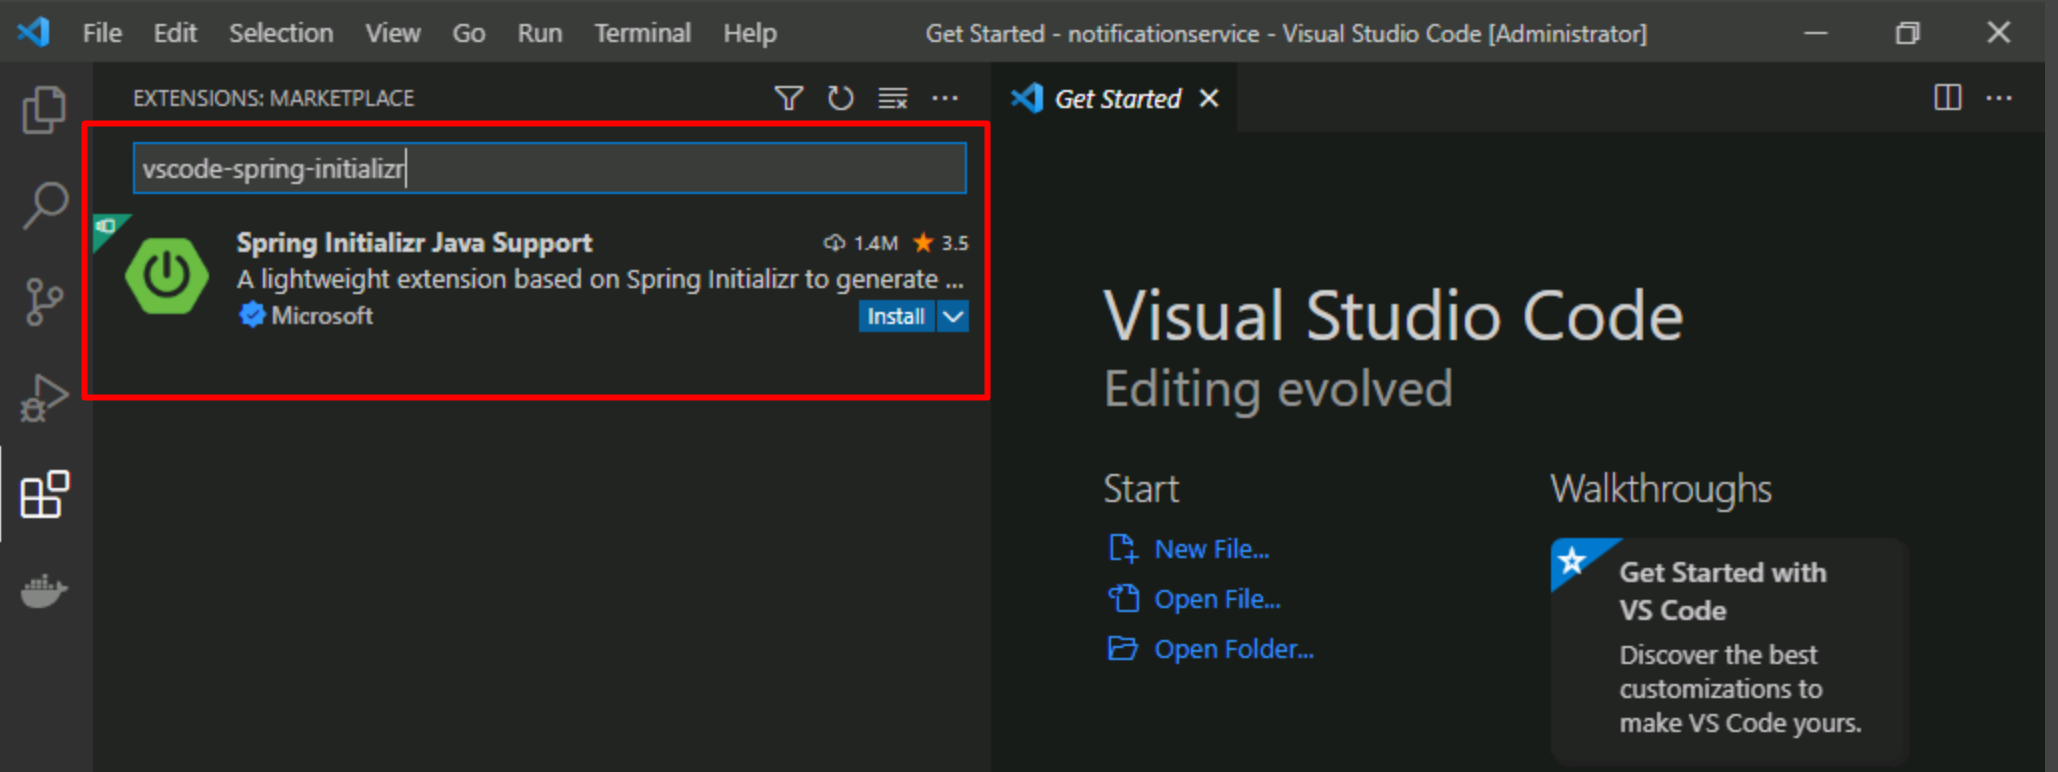 File Edit Selection View Go Run Terminal Help Get Started - notificationservice - Visual Studio Code [Administrator]
EXTENSIONS: MARKETPLACE
Get Started
vscode-spring-initializr
Spring Initializr Java Support 1.4M 3.5
A lightweight extension based on Spring Initializr to generate ...
Microsoft Install
Visual Studio Code
Editing evolved
Start
New File...
Open File...
Open Folder...
Walkthroughs
Get Started with
VS Code
Discover the best
customizations to
make VS Code yours.